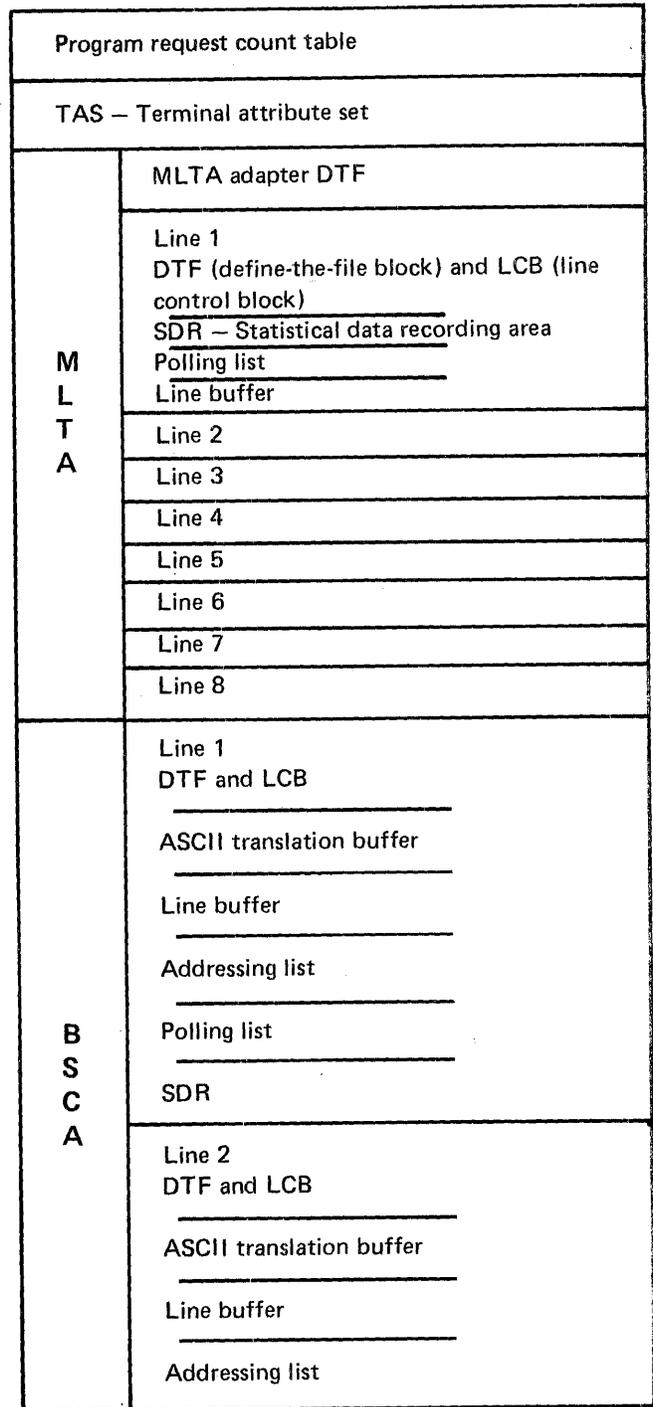 Program request count table
TAS — Terminal attribute set
M
L
T
A
MLTA adapter DTF
Line 1
DTF (define-the-file block) and LCB (line
control block)
SDR — Statistical data recording area
Polling list
Line buffer
Line 2
Line 3
Line 4
Line 5
Line 6
Line 7
Line 8
B
S
C
A
Line 1
DTF and LCB
ASCII translation buffer
Line buffer
Addressing list
Polling list
SDR
Line 2
DTF and LCB
ASCII translation buffer
Line buffer
Addressing list